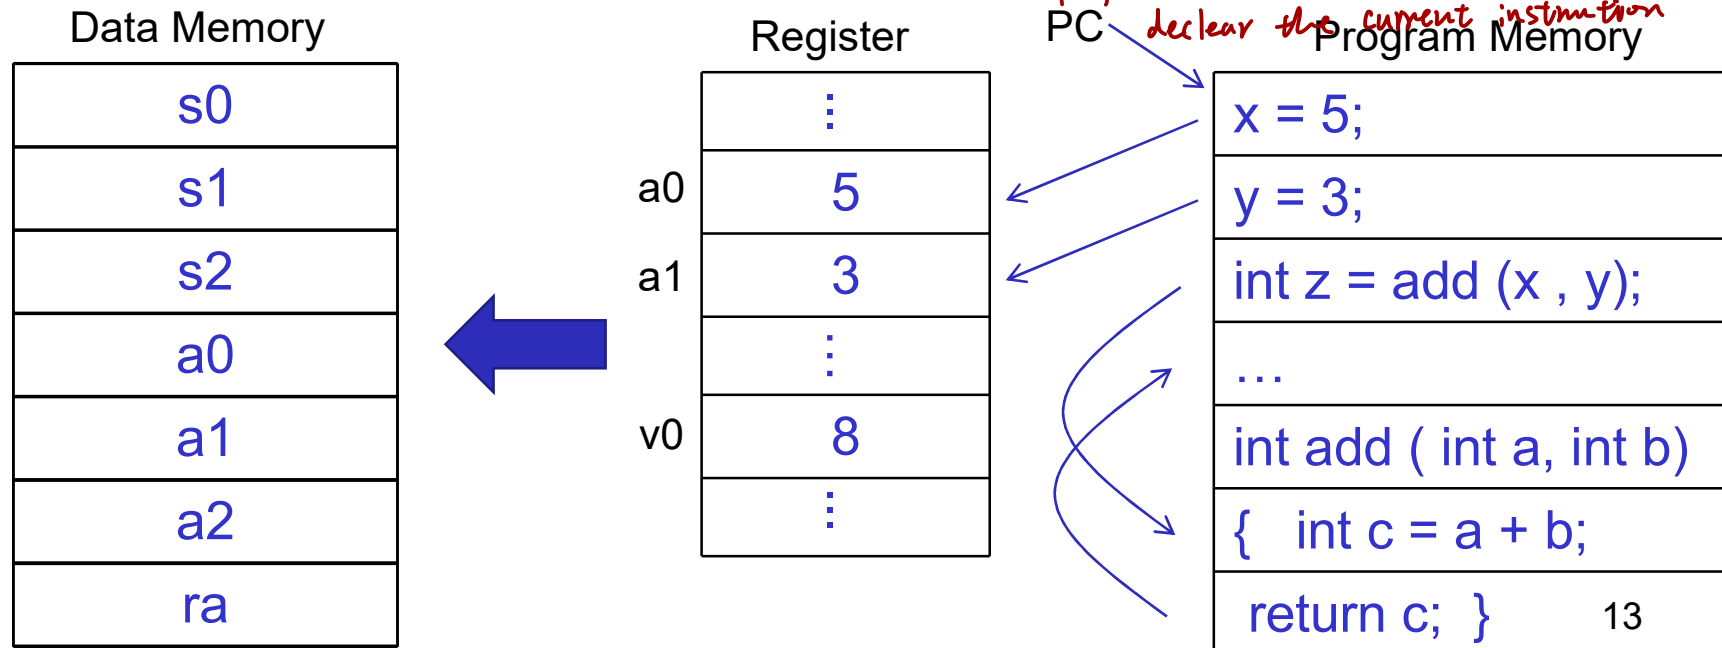 Data Memory
s0
s1
s2
a0
a1
a2
ra
Register
⋮
a0 5
a1 3
⋮
v0 8
⋮
PC
declear the current instruction
Program Memory
x = 5;
y = 3;
int z = add (x , y);
...
int add ( int a, int b)
{ int c = a + b;
return c; }
13